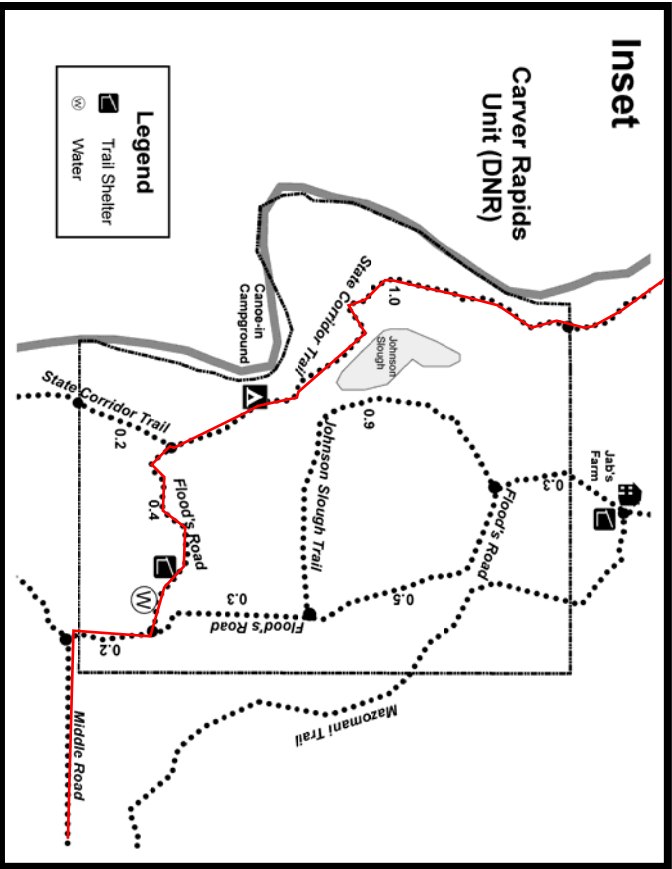 Inset
Carver Rapids
Unit (DNR)
Legend
Trail Shelter
W Water
State Corridor Trail
1.0
Johnson
Slough
Canoe-in
Campground
State Corridor Trail
0.2
Flood's Road
0.4
W
0.9
Johnson Slough Trail
0.3
Jab's
Farm
Flood's Road
0.5
0.3
Flood's Road
0.2
Middle Road
Mazomani Trail